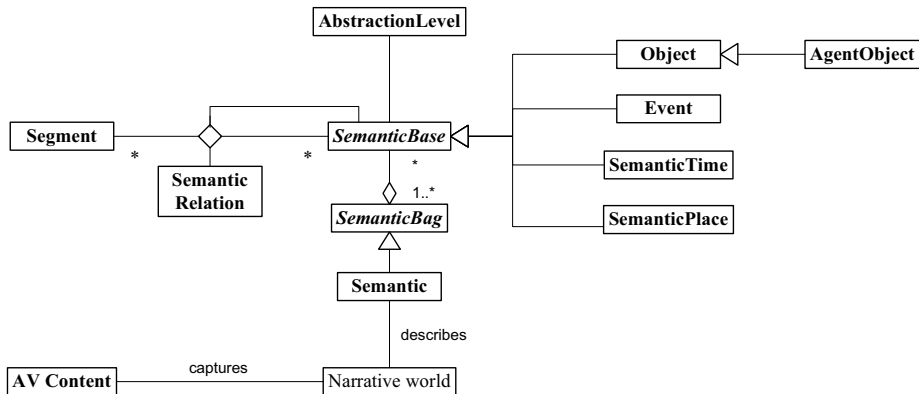 AbstractionLevel
Object
AgentObject
Event
Segment
*
*
SemanticBase
Semantic
Relation
*
1..*
SemanticTime
SemanticBag
SemanticPlace
Semantic
describes
captures
AV Content
Narrative world